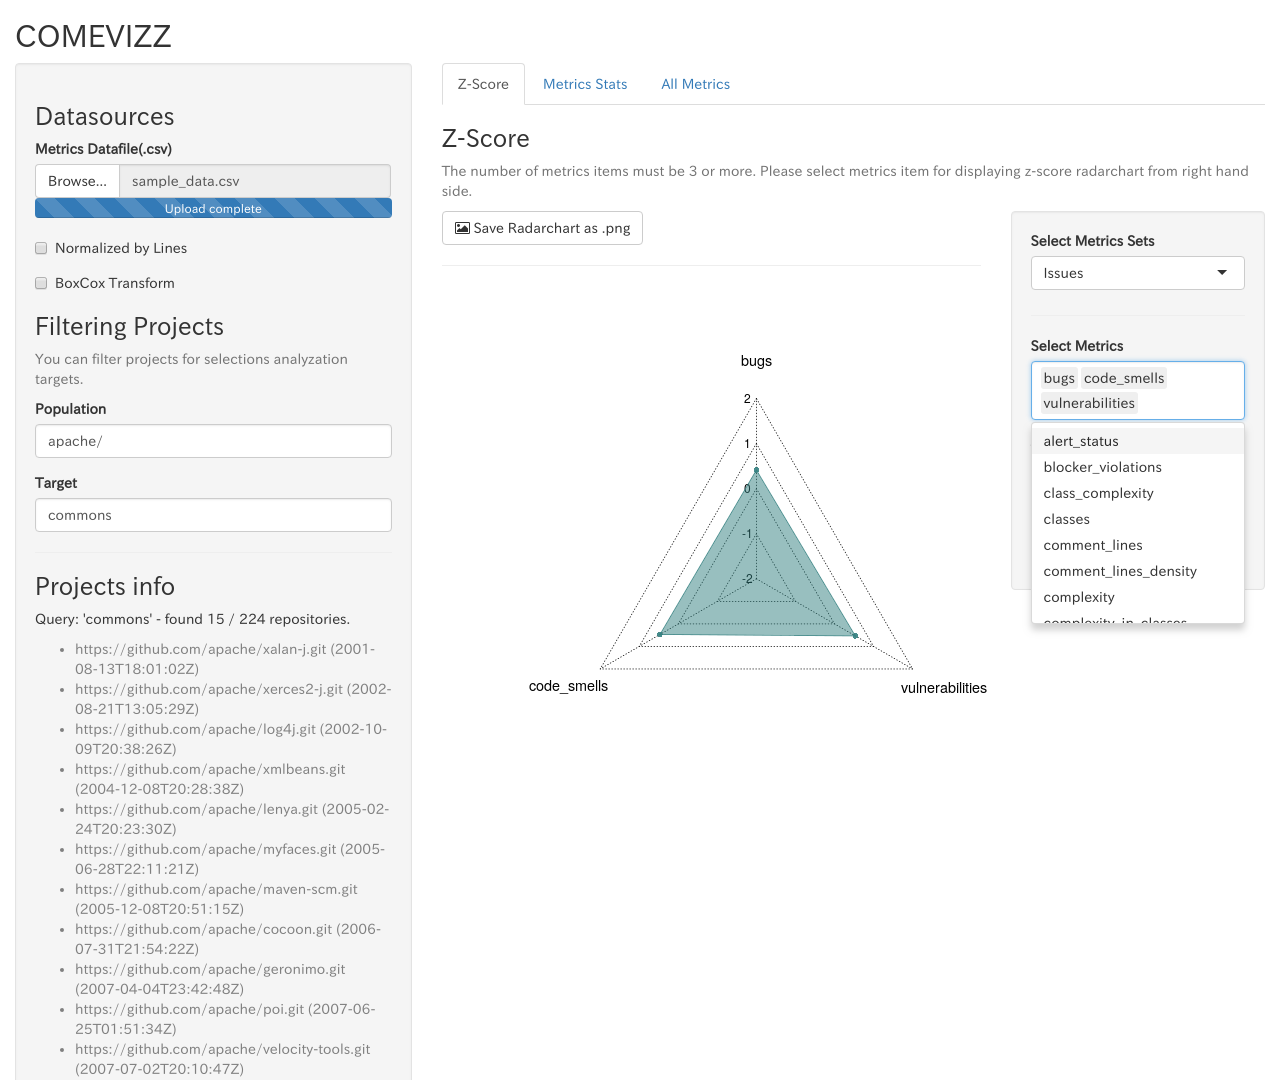 COMEVIZZ
Datasources
Metrics Datafile(.csv)
Browse...
sample_data.csv
Upload complete
Normalized by Lines
BoxCox Transform
Filtering Projects
You can filter projects for selections analyzation
targets.
Population
apache/
Target
commons
Projects info
Query: 'commons' - found 15 / 224 repositories.
https://github.com/apache/xalan-j.git (2001-
08-13T18:01:02Z)
https://github.com/apache/xerces2-j.git (2002-
08-21T13:05:29Z)
https://github.com/apache/log4j.git (2002-10-
09T20:38:26Z)
https://github.com/apache/xmlbeans.git
(2004-12-08T20:28:38Z)
https://github.com/apache/lenya.git (2005-02-
24T20:23:30Z)
https://github.com/apache/myfaces.git (2005-
06-28T22:11:21Z)
https://github.com/apache/maven-scm.git
(2005-12-08T20:51:15Z)
https://github.com/apache/cocoon.git (2006-
07-31T21:54:22Z)
https://github.com/apache/geronimo.git
(2007-04-04T23:42:48Z)
https://github.com/apache/poi.git (2007-06-
25T01:51:34Z)
https://github.com/apache/velocity-tools.git
(2007-07-02T20:10:47Z)
Z-Score
Metrics Stats
All Metrics
Z-Score
The number of metrics items must be 3 or more. Please select metrics item for displaying z-score radarchart from right hand
side.
Save Radarchart as .png
bugs
2
1
0
-1
-2
code_smells
vulnerabilities
Select Metrics Sets
Issues
Select Metrics
bugs code_smells
vulnerabilities
alert_status
blocker_violations
class_complexity
classes
comment_lines
comment_lines_density
complexity
complexity_in_classes